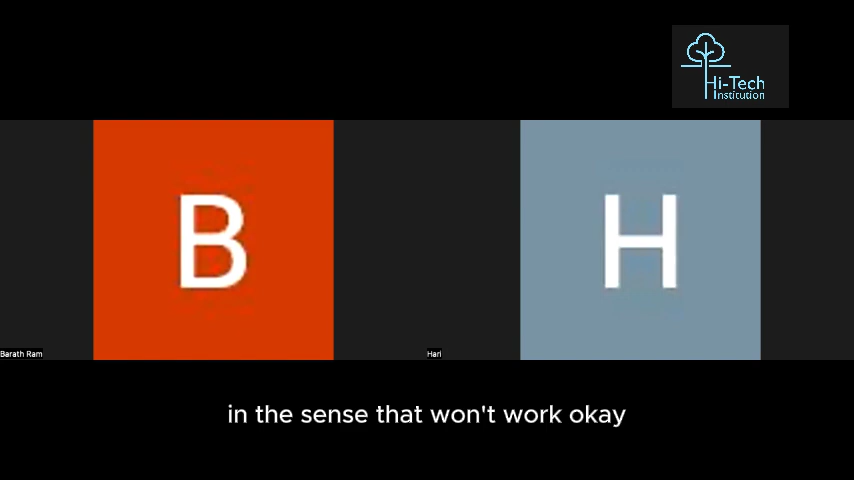 Hi-Tech
Institution
B
H
Barath Ram
Hari
in the sense that won't work okay